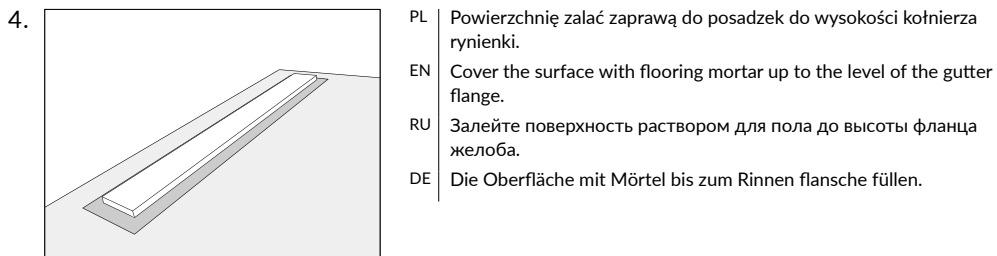 4.
PL Powierzchnię zalać zaprawą do posadzek do wysokości kołnierza
rynienki.
EN Cover the surface with flooring mortar up to the level of the gutter
flange.
RU Залейте поверхность раствором для пола до высоты фланца
желоба.
DE Die Oberfläche mit Mörtel bis zum Rinnen flansche füllen.